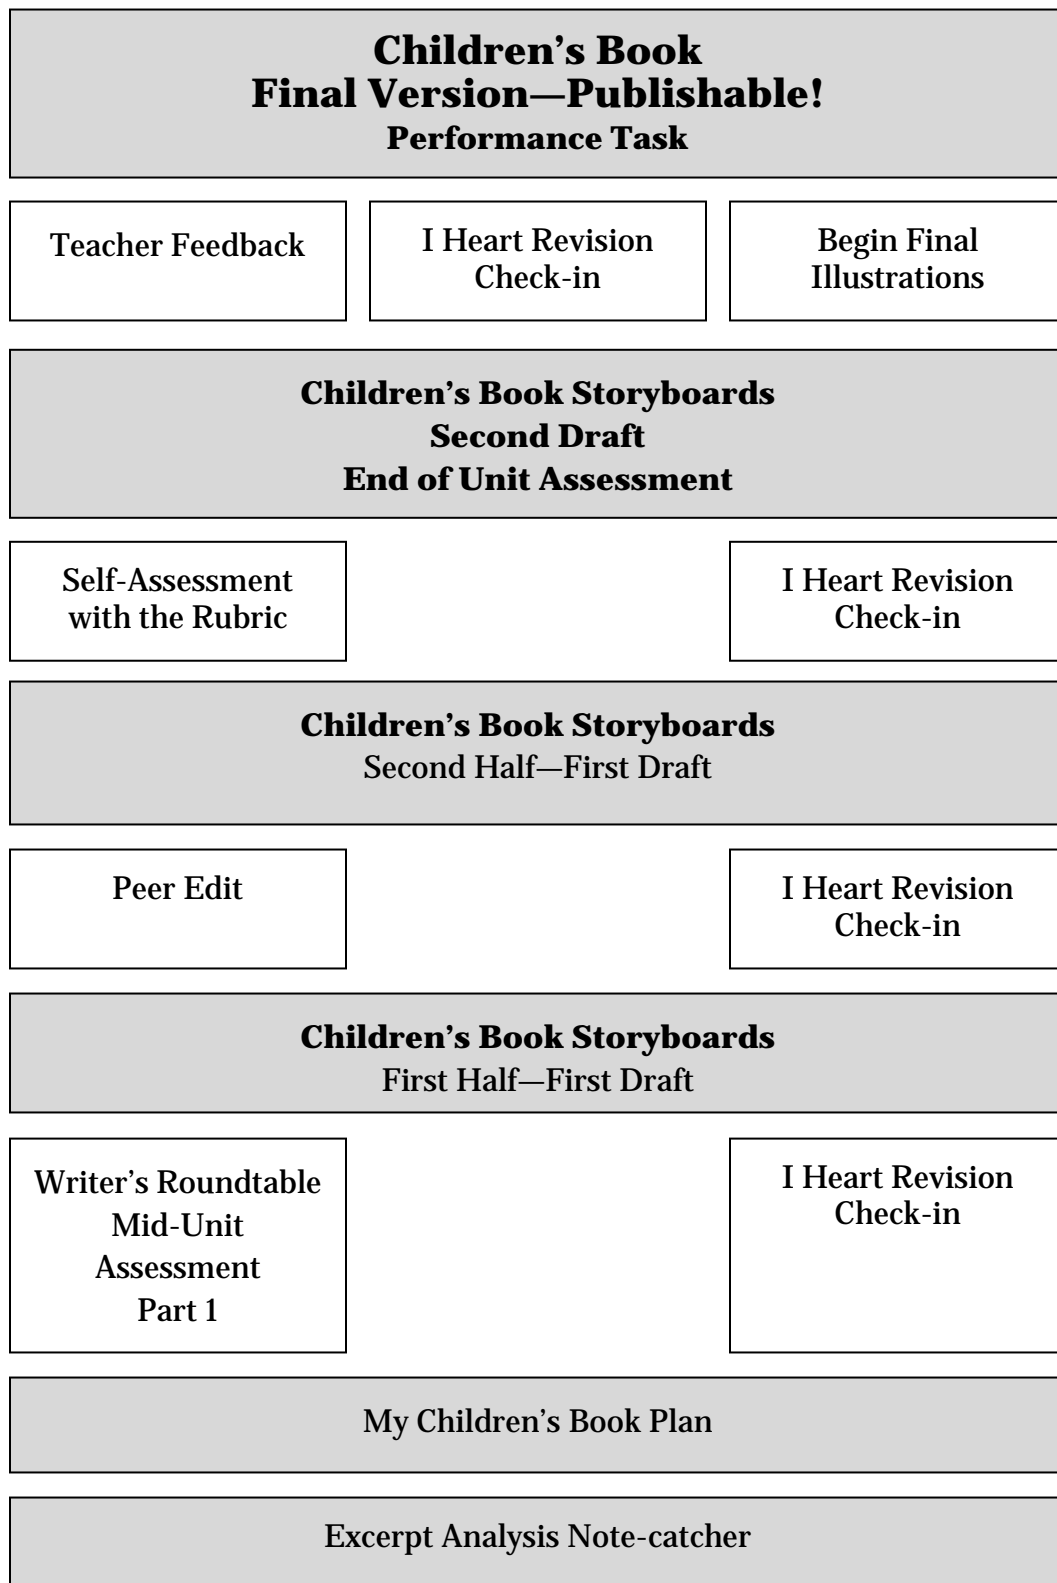 Children’s Book
Final Version—Publishable!
Performance Task
Teacher Feedback
I Heart Revision
Check-in
Begin Final
Illustrations
Children’s Book Storyboards
Second Draft
End of Unit Assessment
Self-Assessment
with the Rubric
I Heart Revision
Check-in
Children’s Book Storyboards
Second Half—First Draft
Peer Edit
I Heart Revision
Check-in
Children’s Book Storyboards
First Half—First Draft
Writer’s Roundtable
Mid-Unit
Assessment
Part 1
I Heart Revision
Check-in
My Children’s Book Plan
Excerpt Analysis Note-catcher